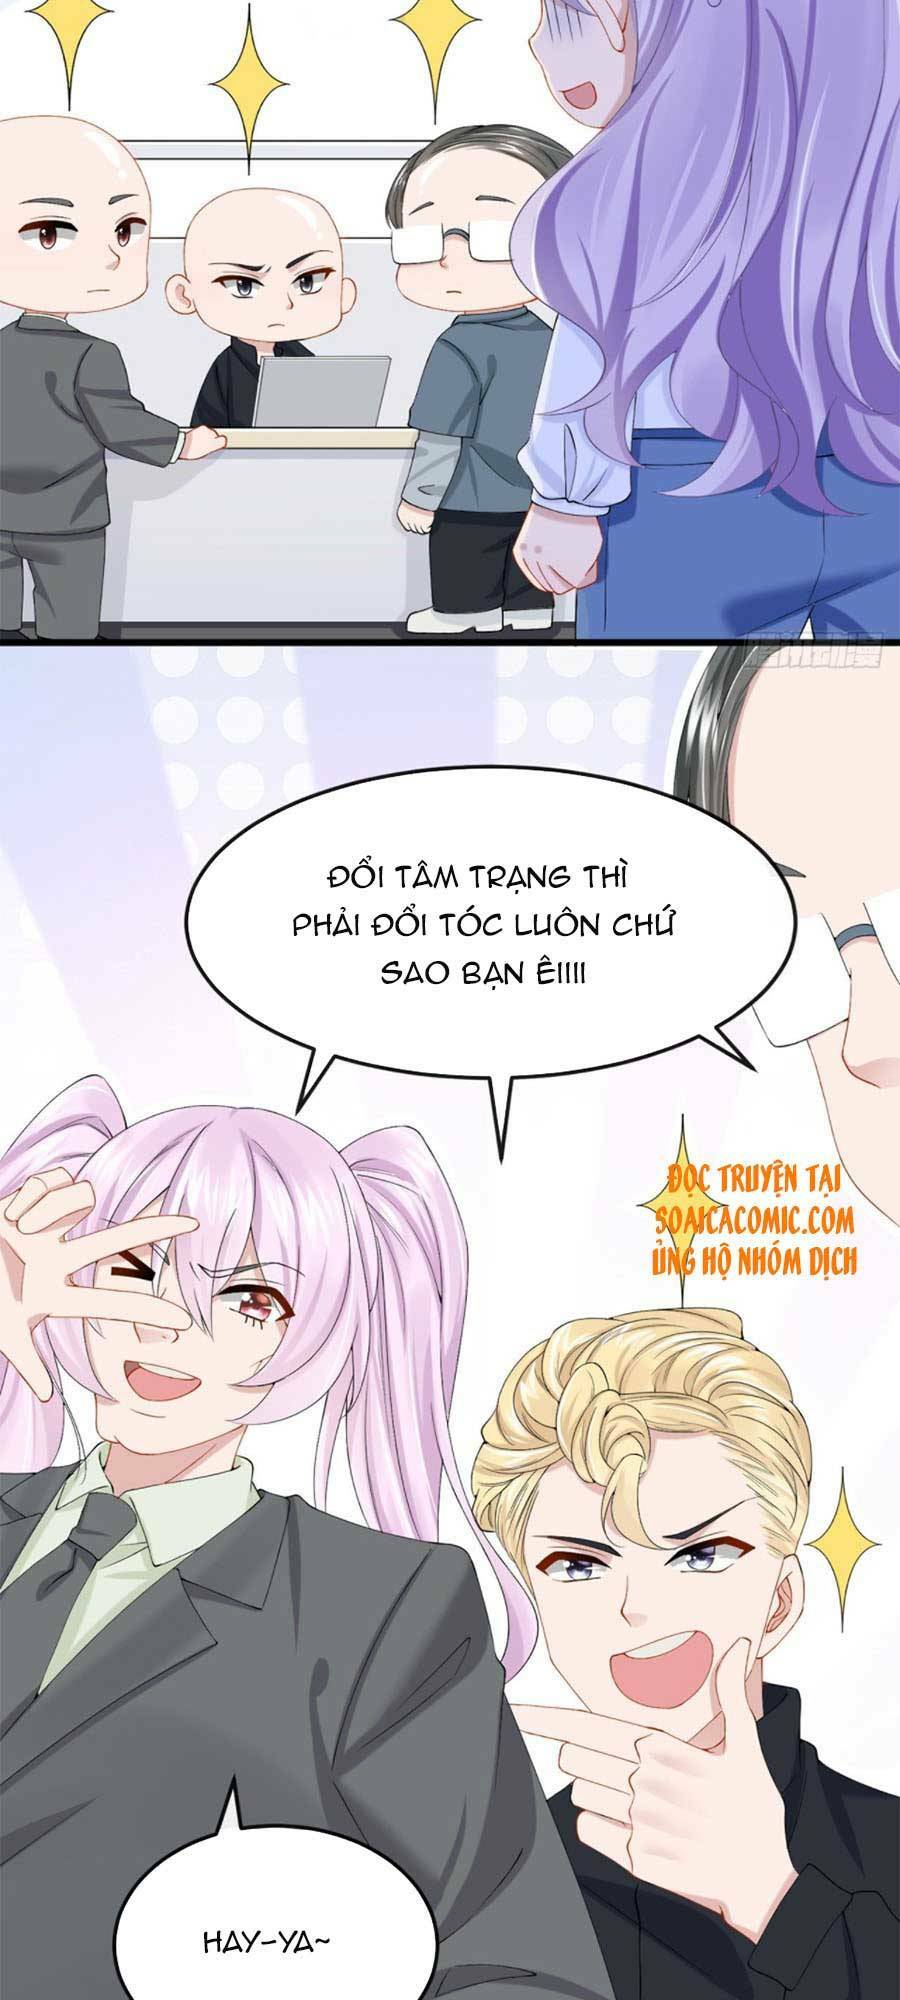 ĐỔI TÂM TRẠNG THÌ
PHẢI ĐỔI TÓC LUÔN CHỨ
SAO BẠN ÊIIII
ĐỌC TRUYỆN TẠI
SOAICACOMIC.COM
ỦNG HỘ NHÓM DỊCH
HAY-YA~